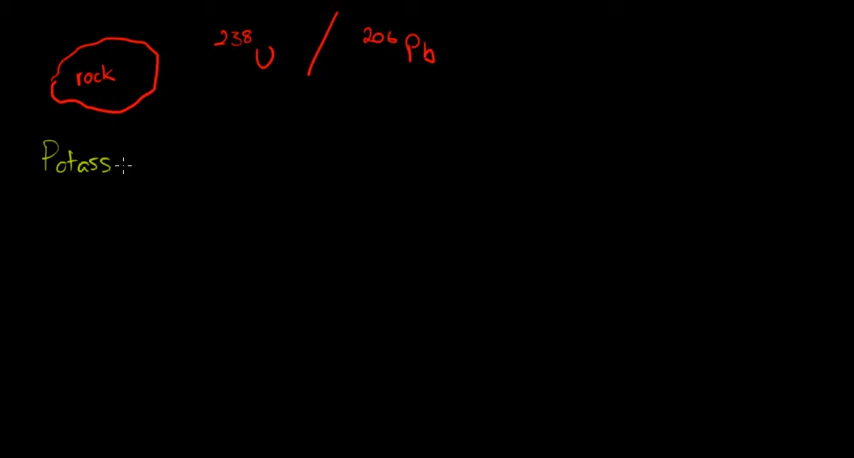 ²³⁸U / ²⁰⁶Pb
rock
Potass